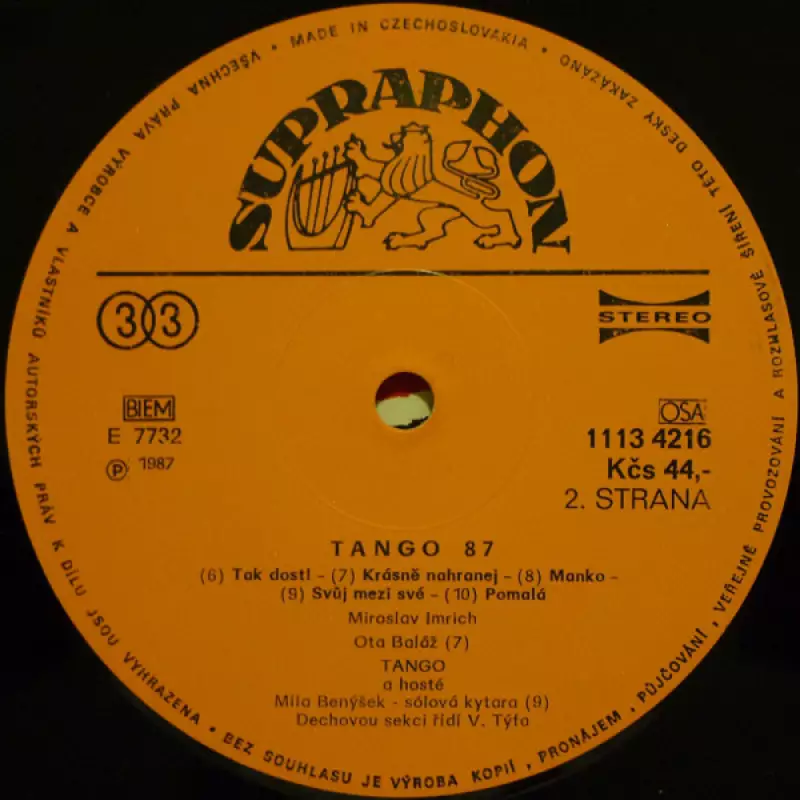 • VŠECHNA PRÁVA VÝROBCE A VLASTNÍKŮ AUTORSKÝCH PRÁV K DÍLU JSOU VYHRAZENA • BEZ SOUHLASU JE VÝROBA KOPIÍ, PRONÁJEM, PŮJČOVÁNÍ, VEŘEJNÉ PROVOZOVÁNÍ A ROZHLASOVÉ ŠÍŘENÍ TÉTO DESKY ZAKÁZÁNO
• MADE IN CZECHOSLOVAKIA •
SUPRAPHON
33
STEREO
BIEM
E 7732
Ⓟ 1987
OSA
1113 4216
Kčs 44,-
2. STRANA
TANGO 87
(6) Tak dost! – (7) Krásně nahranej – (8) Manko –
(9) Svůj mezi své – (10) Pomalá
Miroslav Imrich
Ota Baláž (7)
TANGO
a hosté
Míla Benýšek - sólová kytara (9)
Dechovou sekci řídí V. Týfa